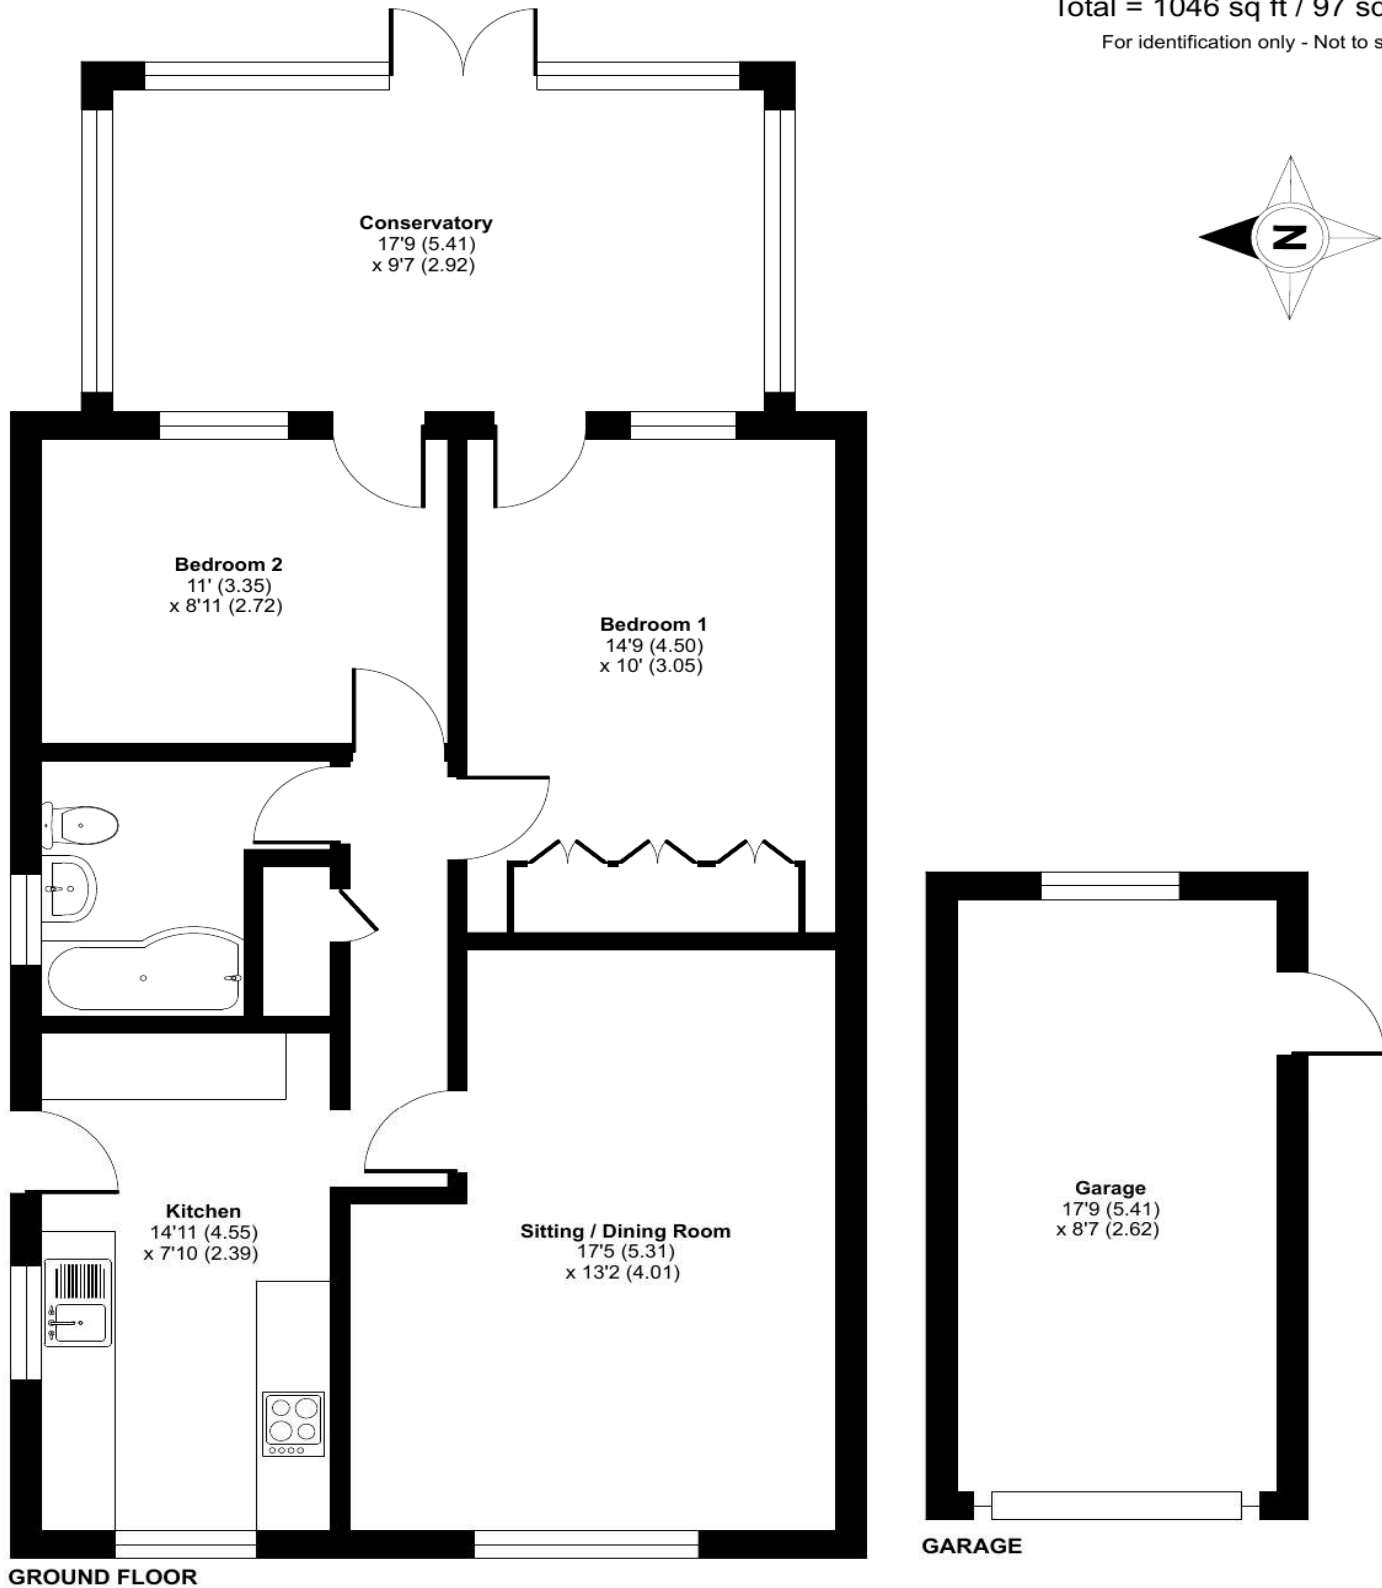 Total = 1046 sq ft / 97
For identification only - Not to
N
Conservatory
17'9 (5.41)
x 9'7 (2.92)
Bedroom 2
11' (3.35)
x 8'11 (2.72)
Bedroom 1
14'9 (4.50)
x 10' (3.05)
Kitchen
14'11 (4.55)
x 7'10 (2.39)
Sitting / Dining Room
17'5 (5.31)
x 13'2 (4.01)
Garage
17'9 (5.41)
x 8'7 (2.62)
GARAGE
GROUND FLOOR